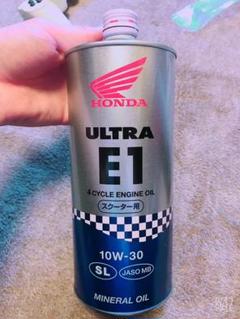 HONDA
ULTRA
E1
4-CYCLE ENGINE OIL
スクーター用
10W-30
SL JASO MB
MINERAL OIL